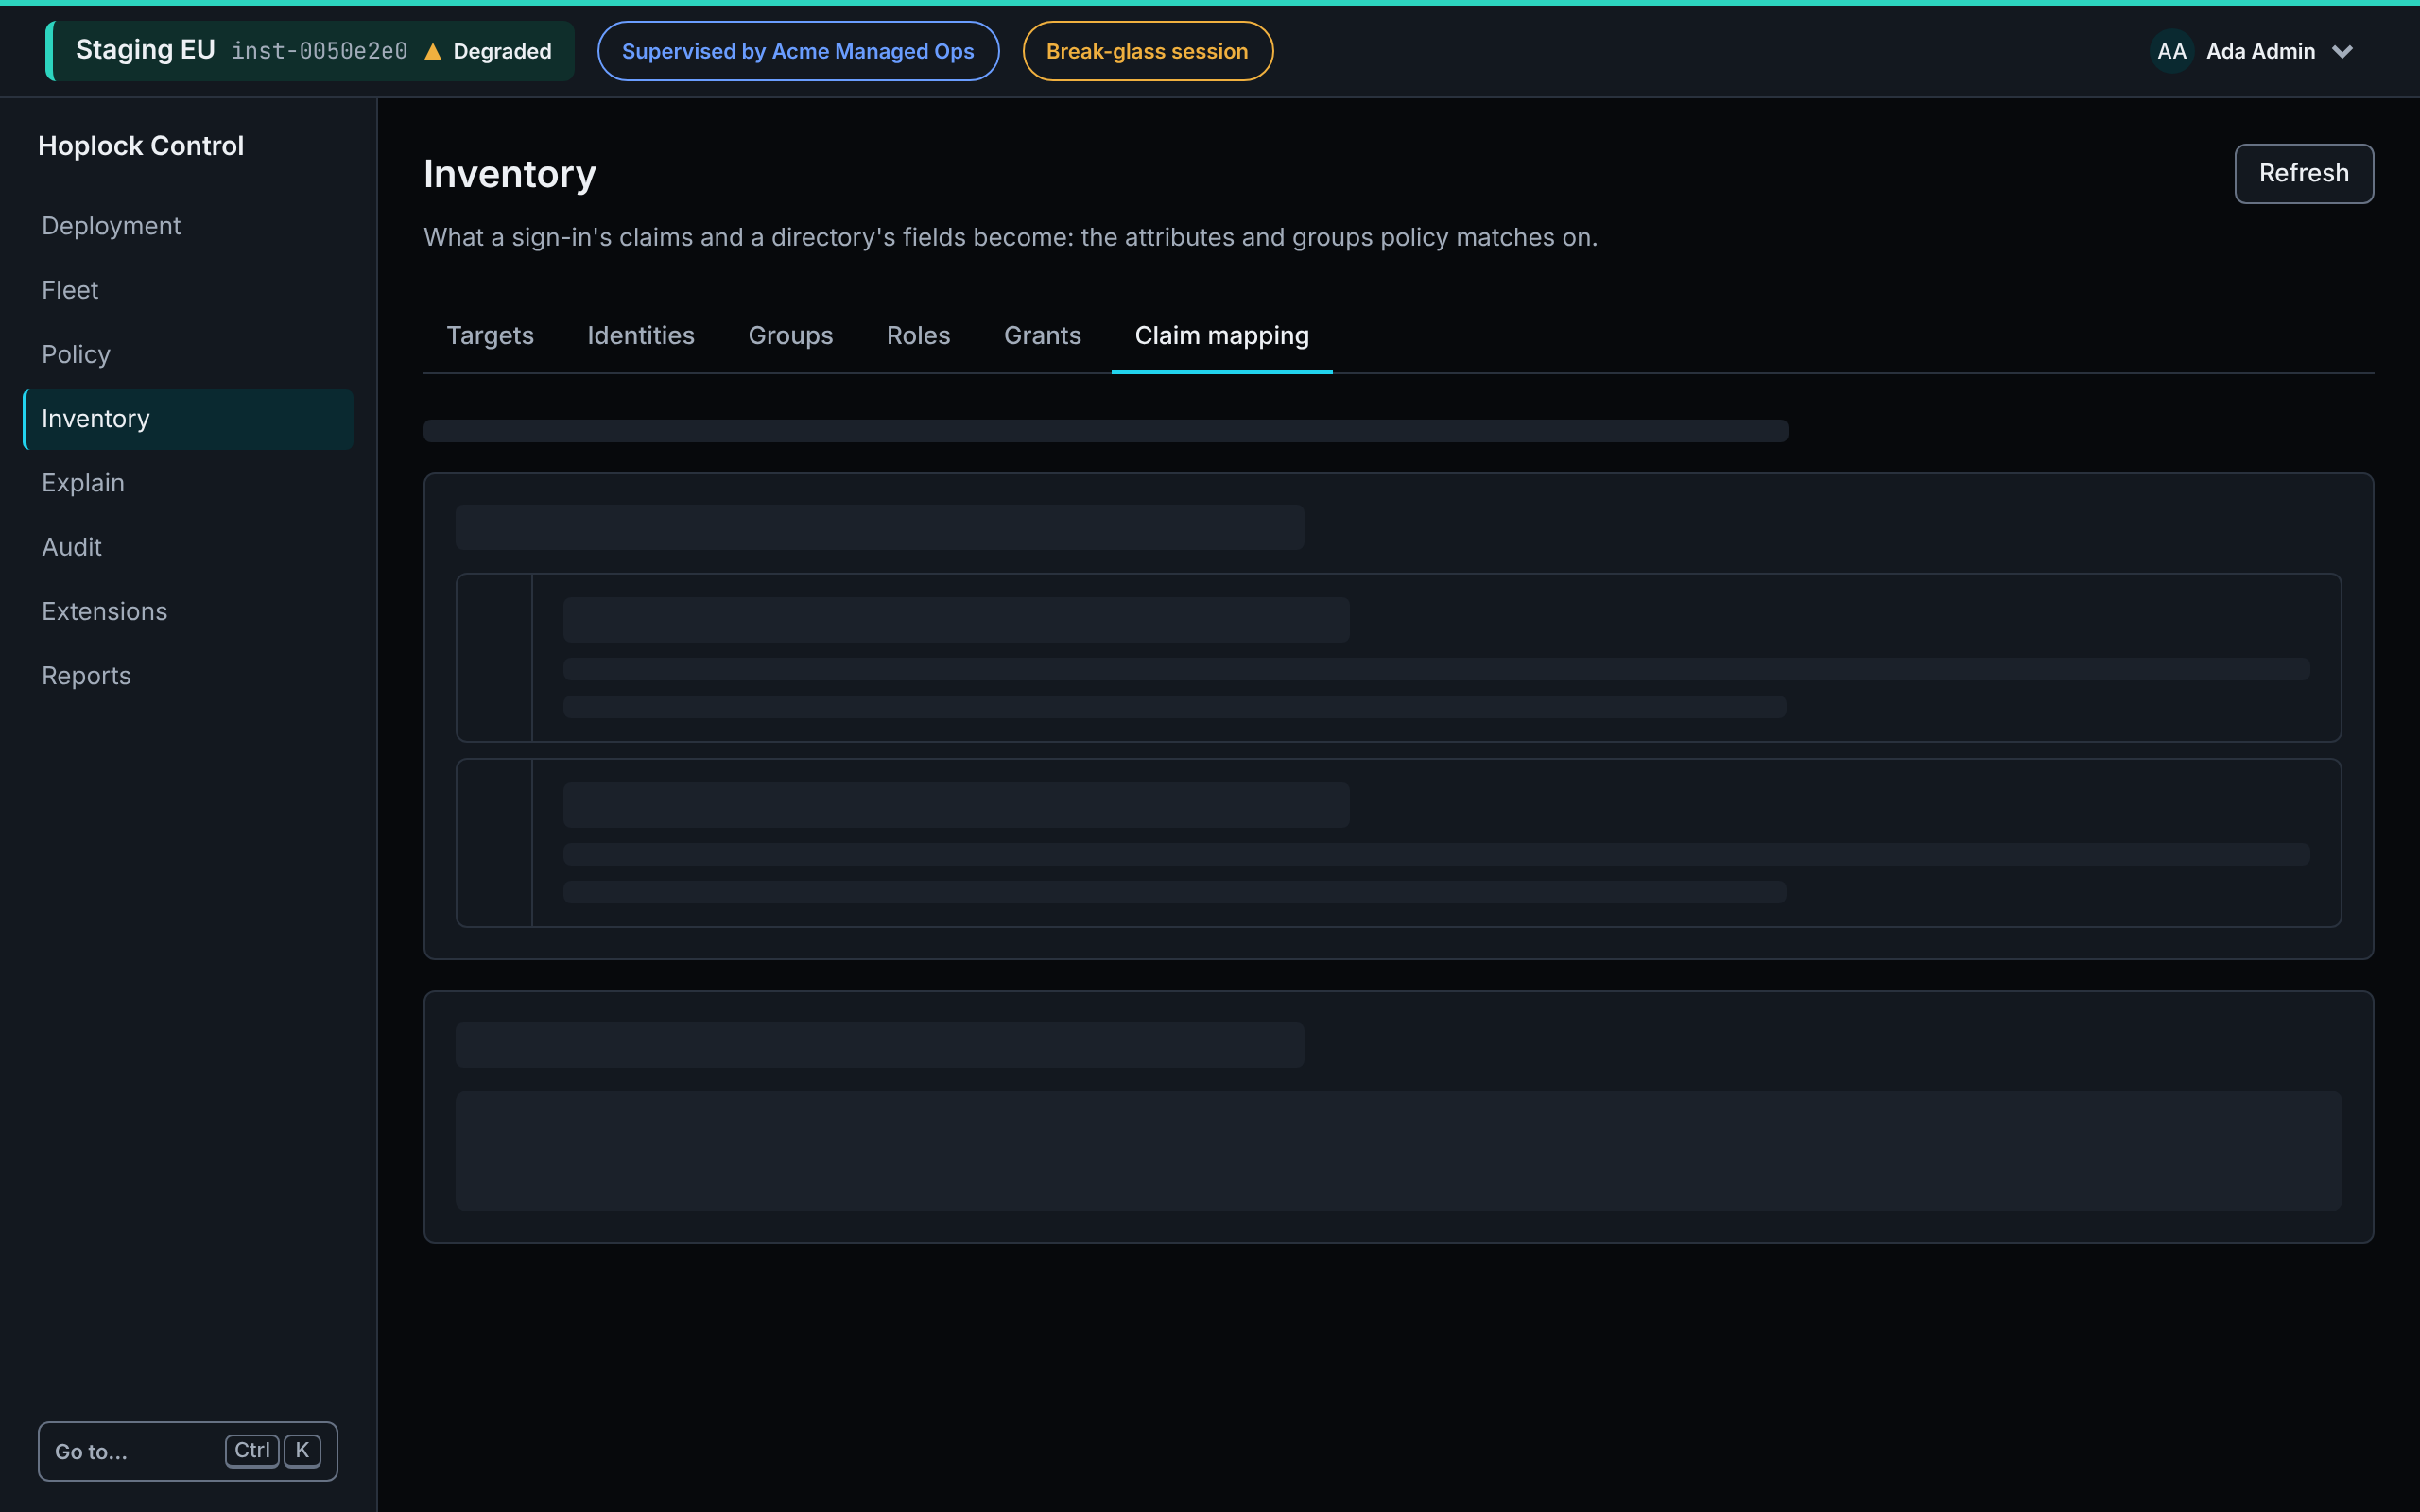 Staging EU inst-0050e2e0 Degraded
Supervised by Acme Managed Ops
Break-glass session
AA Ada Admin
Hoplock Control
Deployment
Fleet
Policy
Inventory
Explain
Audit
Extensions
Reports
Go to...
Ctrl K
Inventory
Refresh
What a sign-in's claims and a directory's fields become: the attributes and groups policy matches on.
Targets Identities Groups Roles Grants Claim mapping